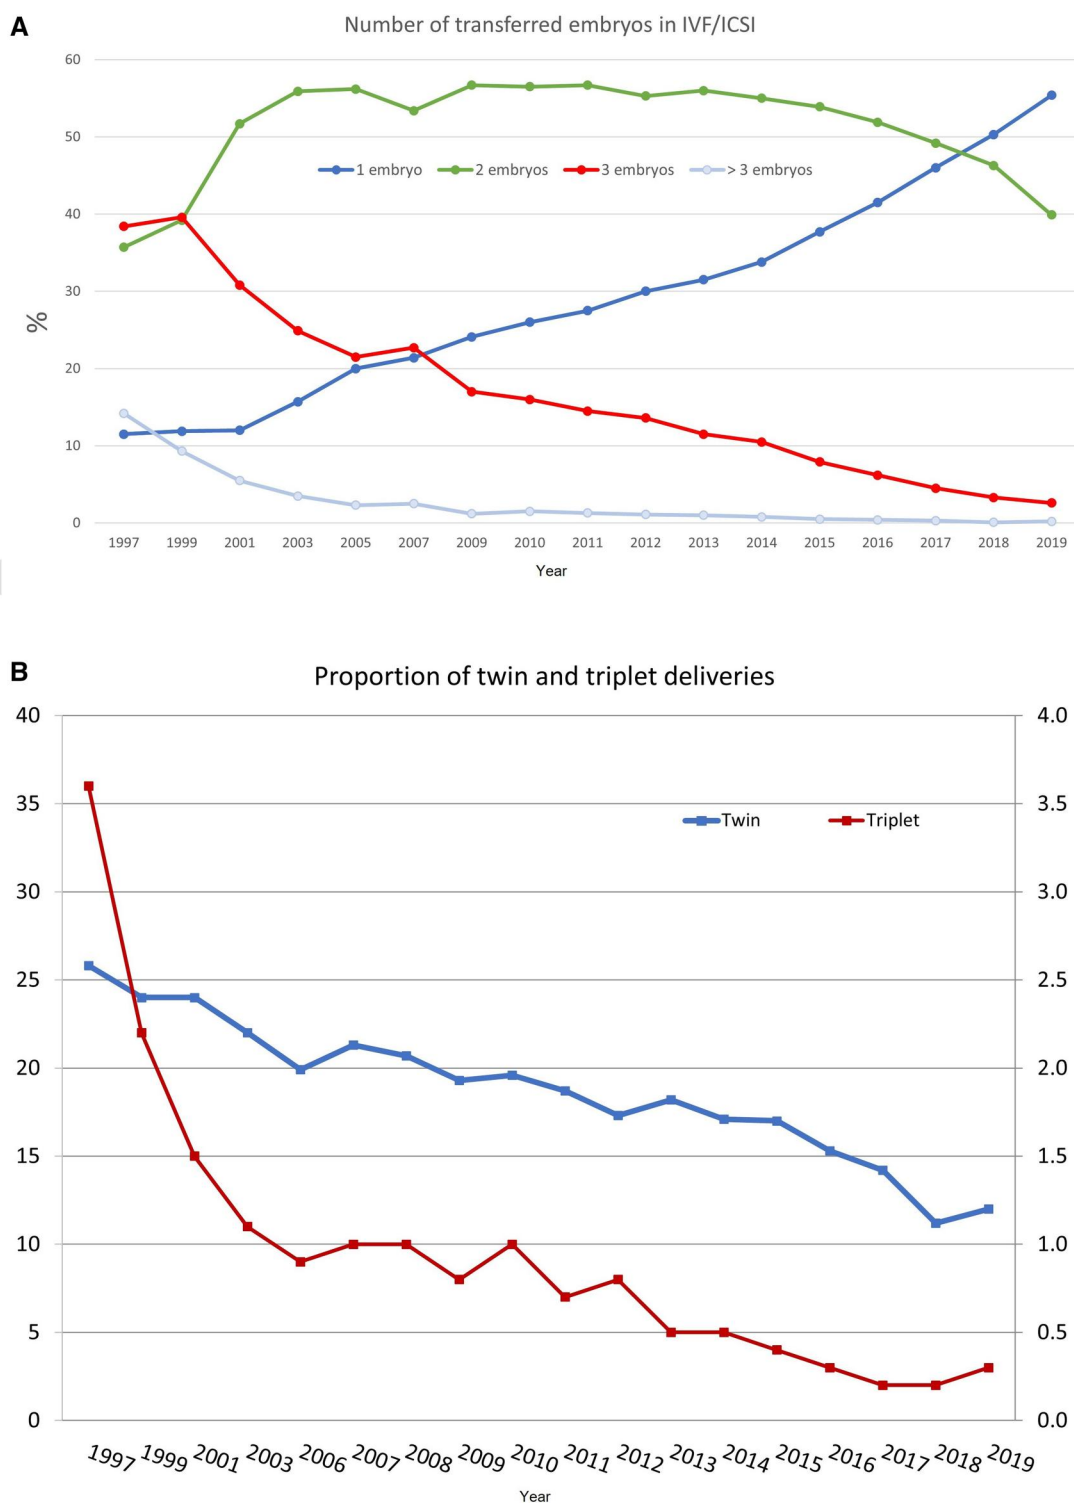 A
Number of transferred embryos in IVF/ICSI
60
50
40
30
20
10
0
%
1 embryo 2 embryos 3 embryos > 3 embryos
1997 1999 2001 2003 2005 2007 2009 2010 2011 2012 2013 2014 2015 2016 2017 2018 2019
Year
B
Proportion of twin and triplet deliveries
40 4.0
35 3.5
Twin Triplet
30 3.0
25 2.5
20 2.0
15 1.5
10 1.0
5 0.5
0 0.0
1997 1999 2001 2003 2006 2007 2008 2009 2010 2011 2012 2013 2014 2015 2016 2017 2018 2019
Year